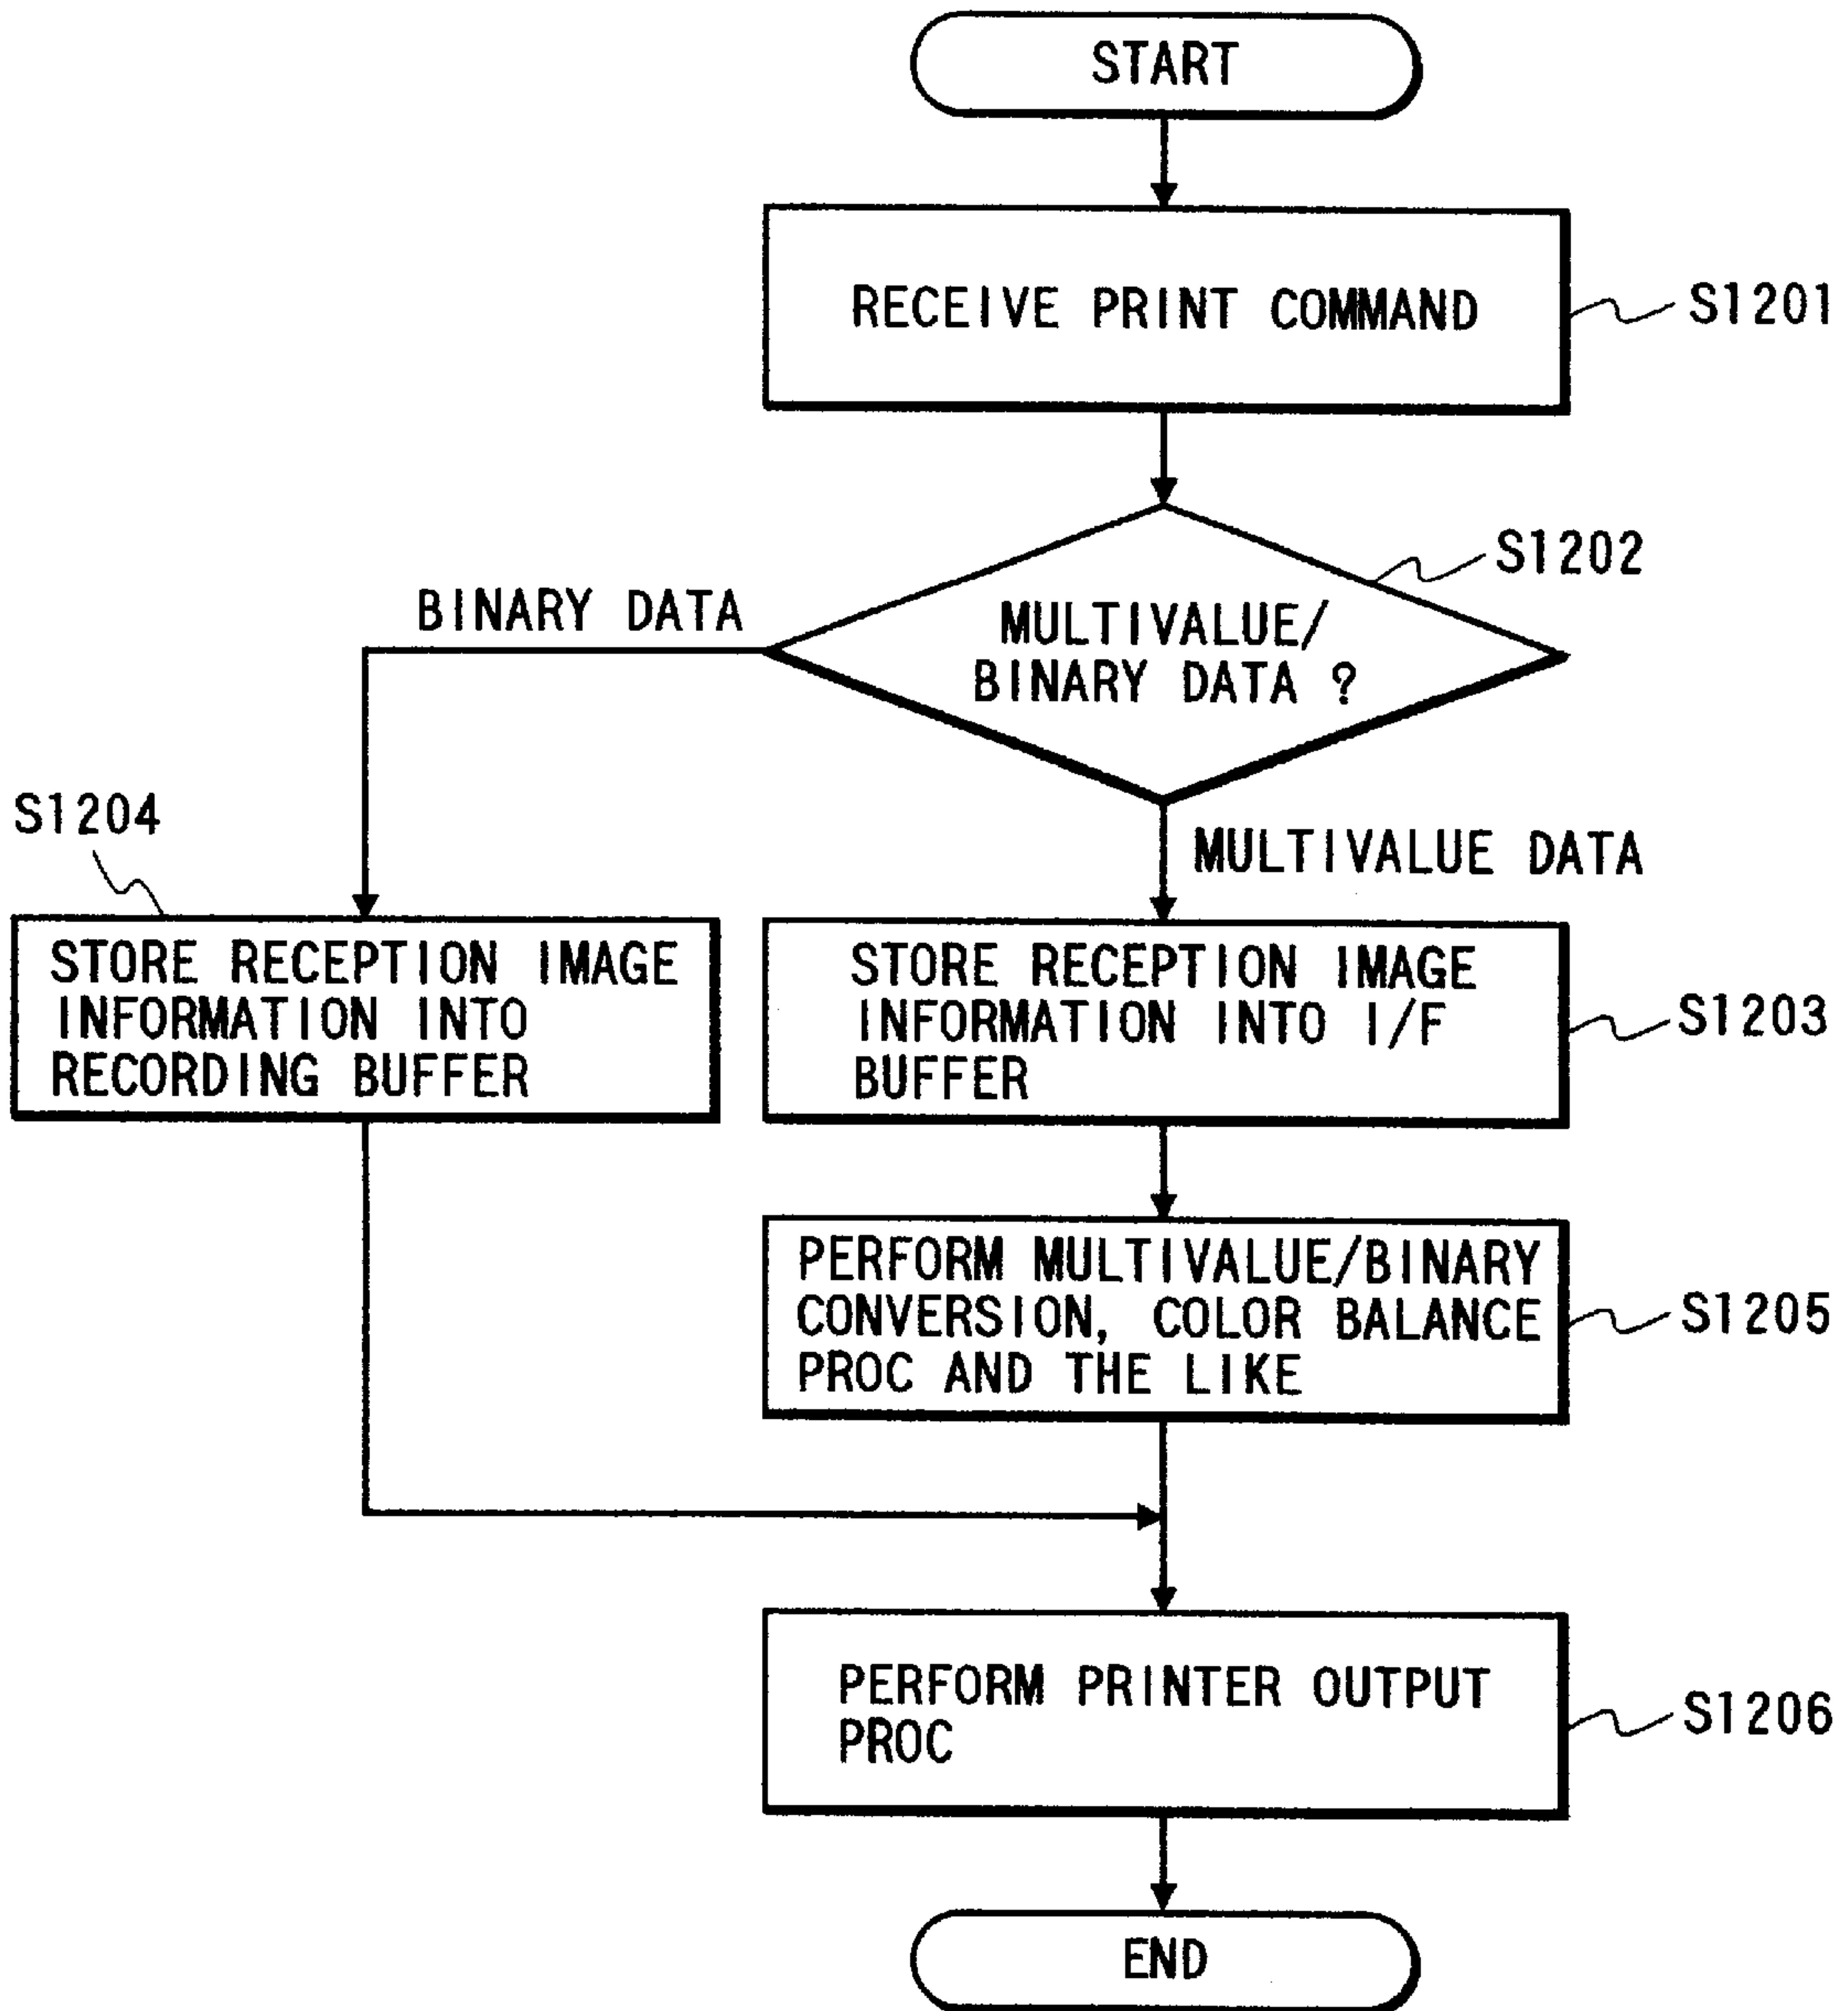 START
RECEIVE PRINT COMMAND
S1201
S1202
MULTIVALUE/
BINARY DATA ?
BINARY DATA
MULTIVALUE DATA
S1204
STORE RECEPTION IMAGE
INFORMATION INTO
RECORDING BUFFER
STORE RECEPTION IMAGE
INFORMATION INTO I/F
BUFFER
S1203
PERFORM MULTIVALUE/BINARY
CONVERSION, COLOR BALANCE
PROC AND THE LIKE
S1205
PERFORM PRINTER OUTPUT
PROC
S1206
END